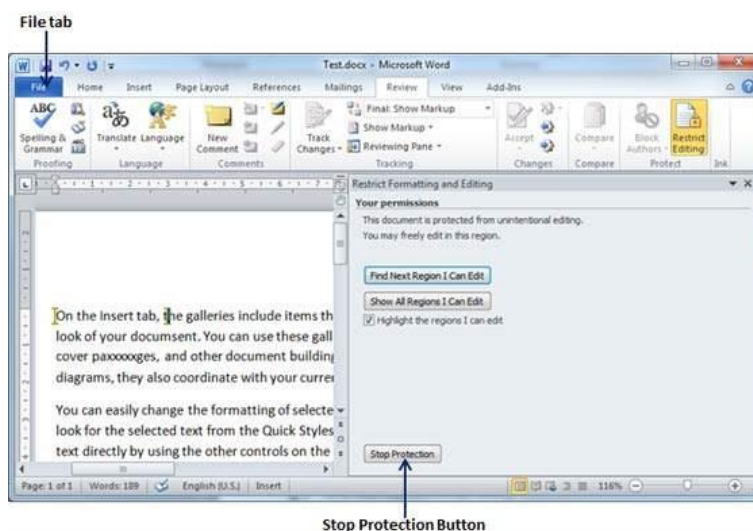 File tab
Test.docx - Microsoft Word
File Home Insert Page Layout References Mailings Review View Add-Ins
ABC
Spelling & Grammar
Translate
Language
New Comment
Track Changes
Final: Show Markup
Show Markup
Reviewing Pane
Accept
Compare
Block Authors
Restrict Editing
Proofing Language Comments Tracking Changes Compare Protect Ink
Restrict Formatting and Editing
Your permissions
This document is protected from unintentional editing.
You may freely edit in this region.
Find Next Region I Can Edit
Show All Regions I Can Edit
Highlight the regions I can edit
On the Insert tab, the galleries include items th
look of your documsent. You can use these gall
cover paxxxxxges, and other document building
diagrams, they also coordinate with your curre
You can easily change the formatting of selecte
look for the selected text from the Quick Styles
text directly by using the other controls on the
Stop Protection
Page: 1 of 1 Words: 189 English (U.S.) Insert 116%
Stop Protection Button